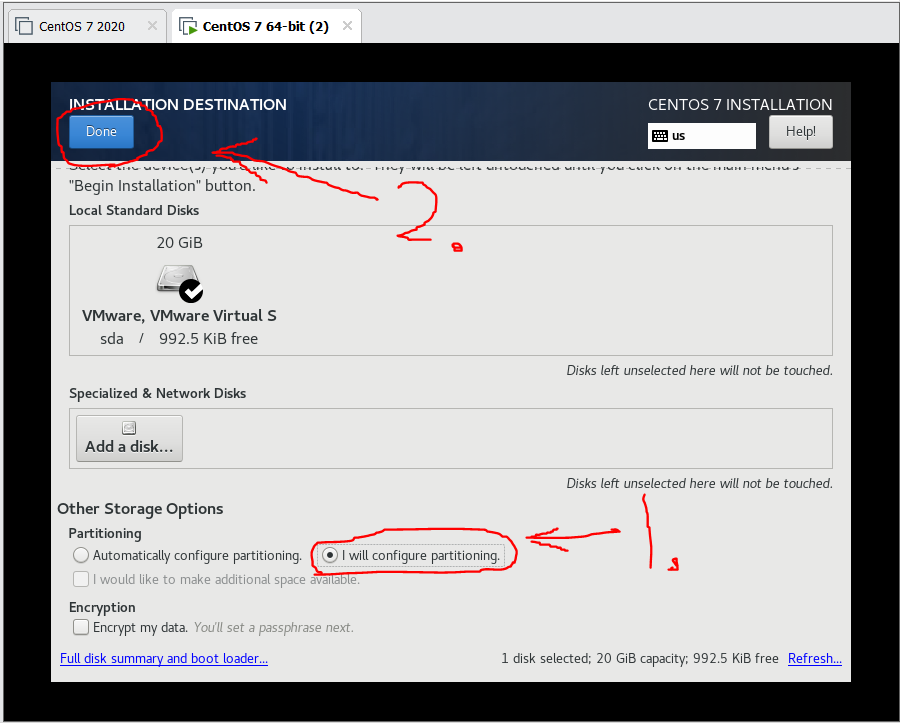 CentOS 7 2020
CentOS 7 64-bit (2)
INSTALLATION DESTINATION
CENTOS 7 INSTALLATION
Done
us
Help!
Select the device(s) you'd like to install to. They will be left untouched until you click on the main menu's
"Begin Installation" button.
Local Standard Disks
2.
20 GiB
VMware, VMware Virtual S
sda / 992.5 KiB free
Disks left unselected here will not be touched.
Specialized & Network Disks
Add a disk...
Disks left unselected here will not be touched.
Other Storage Options
Partitioning
Automatically configure partitioning. I will configure partitioning.
1.
I would like to make additional space available.
Encryption
Encrypt my data. You'll set a passphrase next.
Full disk summary and boot loader... 1 disk selected; 20 GiB capacity; 992.5 KiB free Refresh...